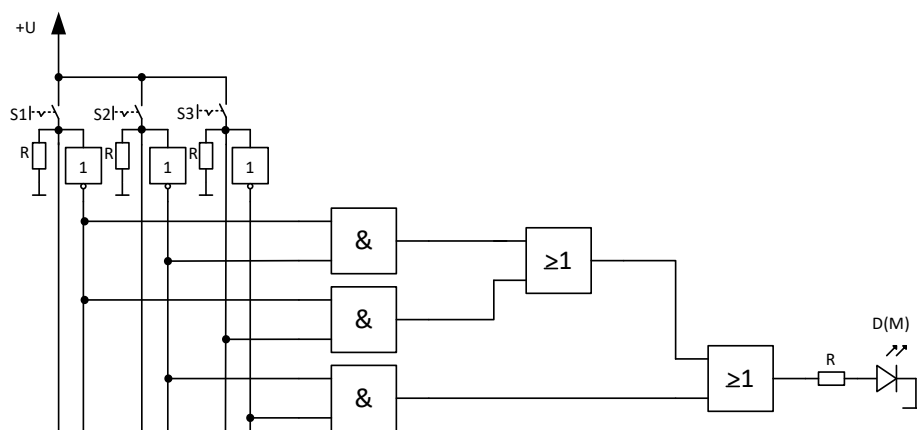 +U
S1 S2 S3
R R R
1 1 1
&
≥1
&
D(M)
≥1 R
&